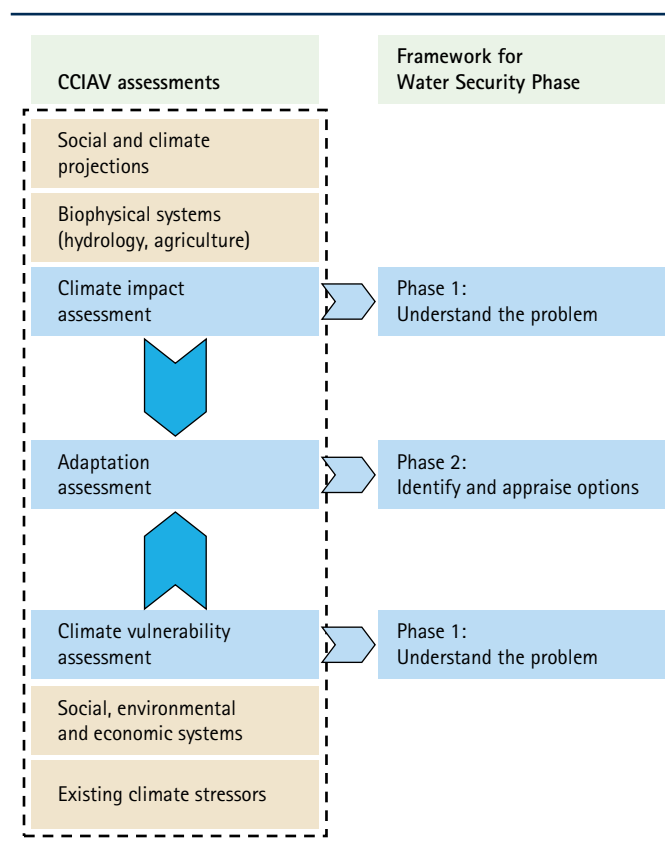 CCIAV assessments
Framework for
Water Security Phase
Social and climate
projections
Biophysical systems
(hydrology, agriculture)
Climate impact
assessment
Phase 1:
Understand the problem
Adaptation
assessment
Phase 2:
Identify and appraise options
Climate vulnerability
assessment
Phase 1:
Understand the problem
Social, environmental
and economic systems
Existing climate stressors